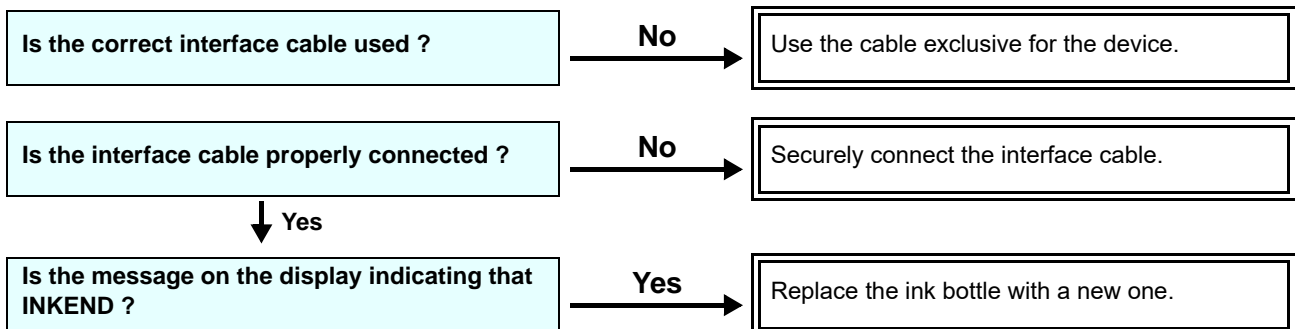 Is the correct interface cable used ?
No
Use the cable exclusive for the device.
Is the interface cable properly connected ?
No
Securely connect the interface cable.
Yes
Is the message on the display indicating that
INKEND ?
Yes
Replace the ink bottle with a new one.